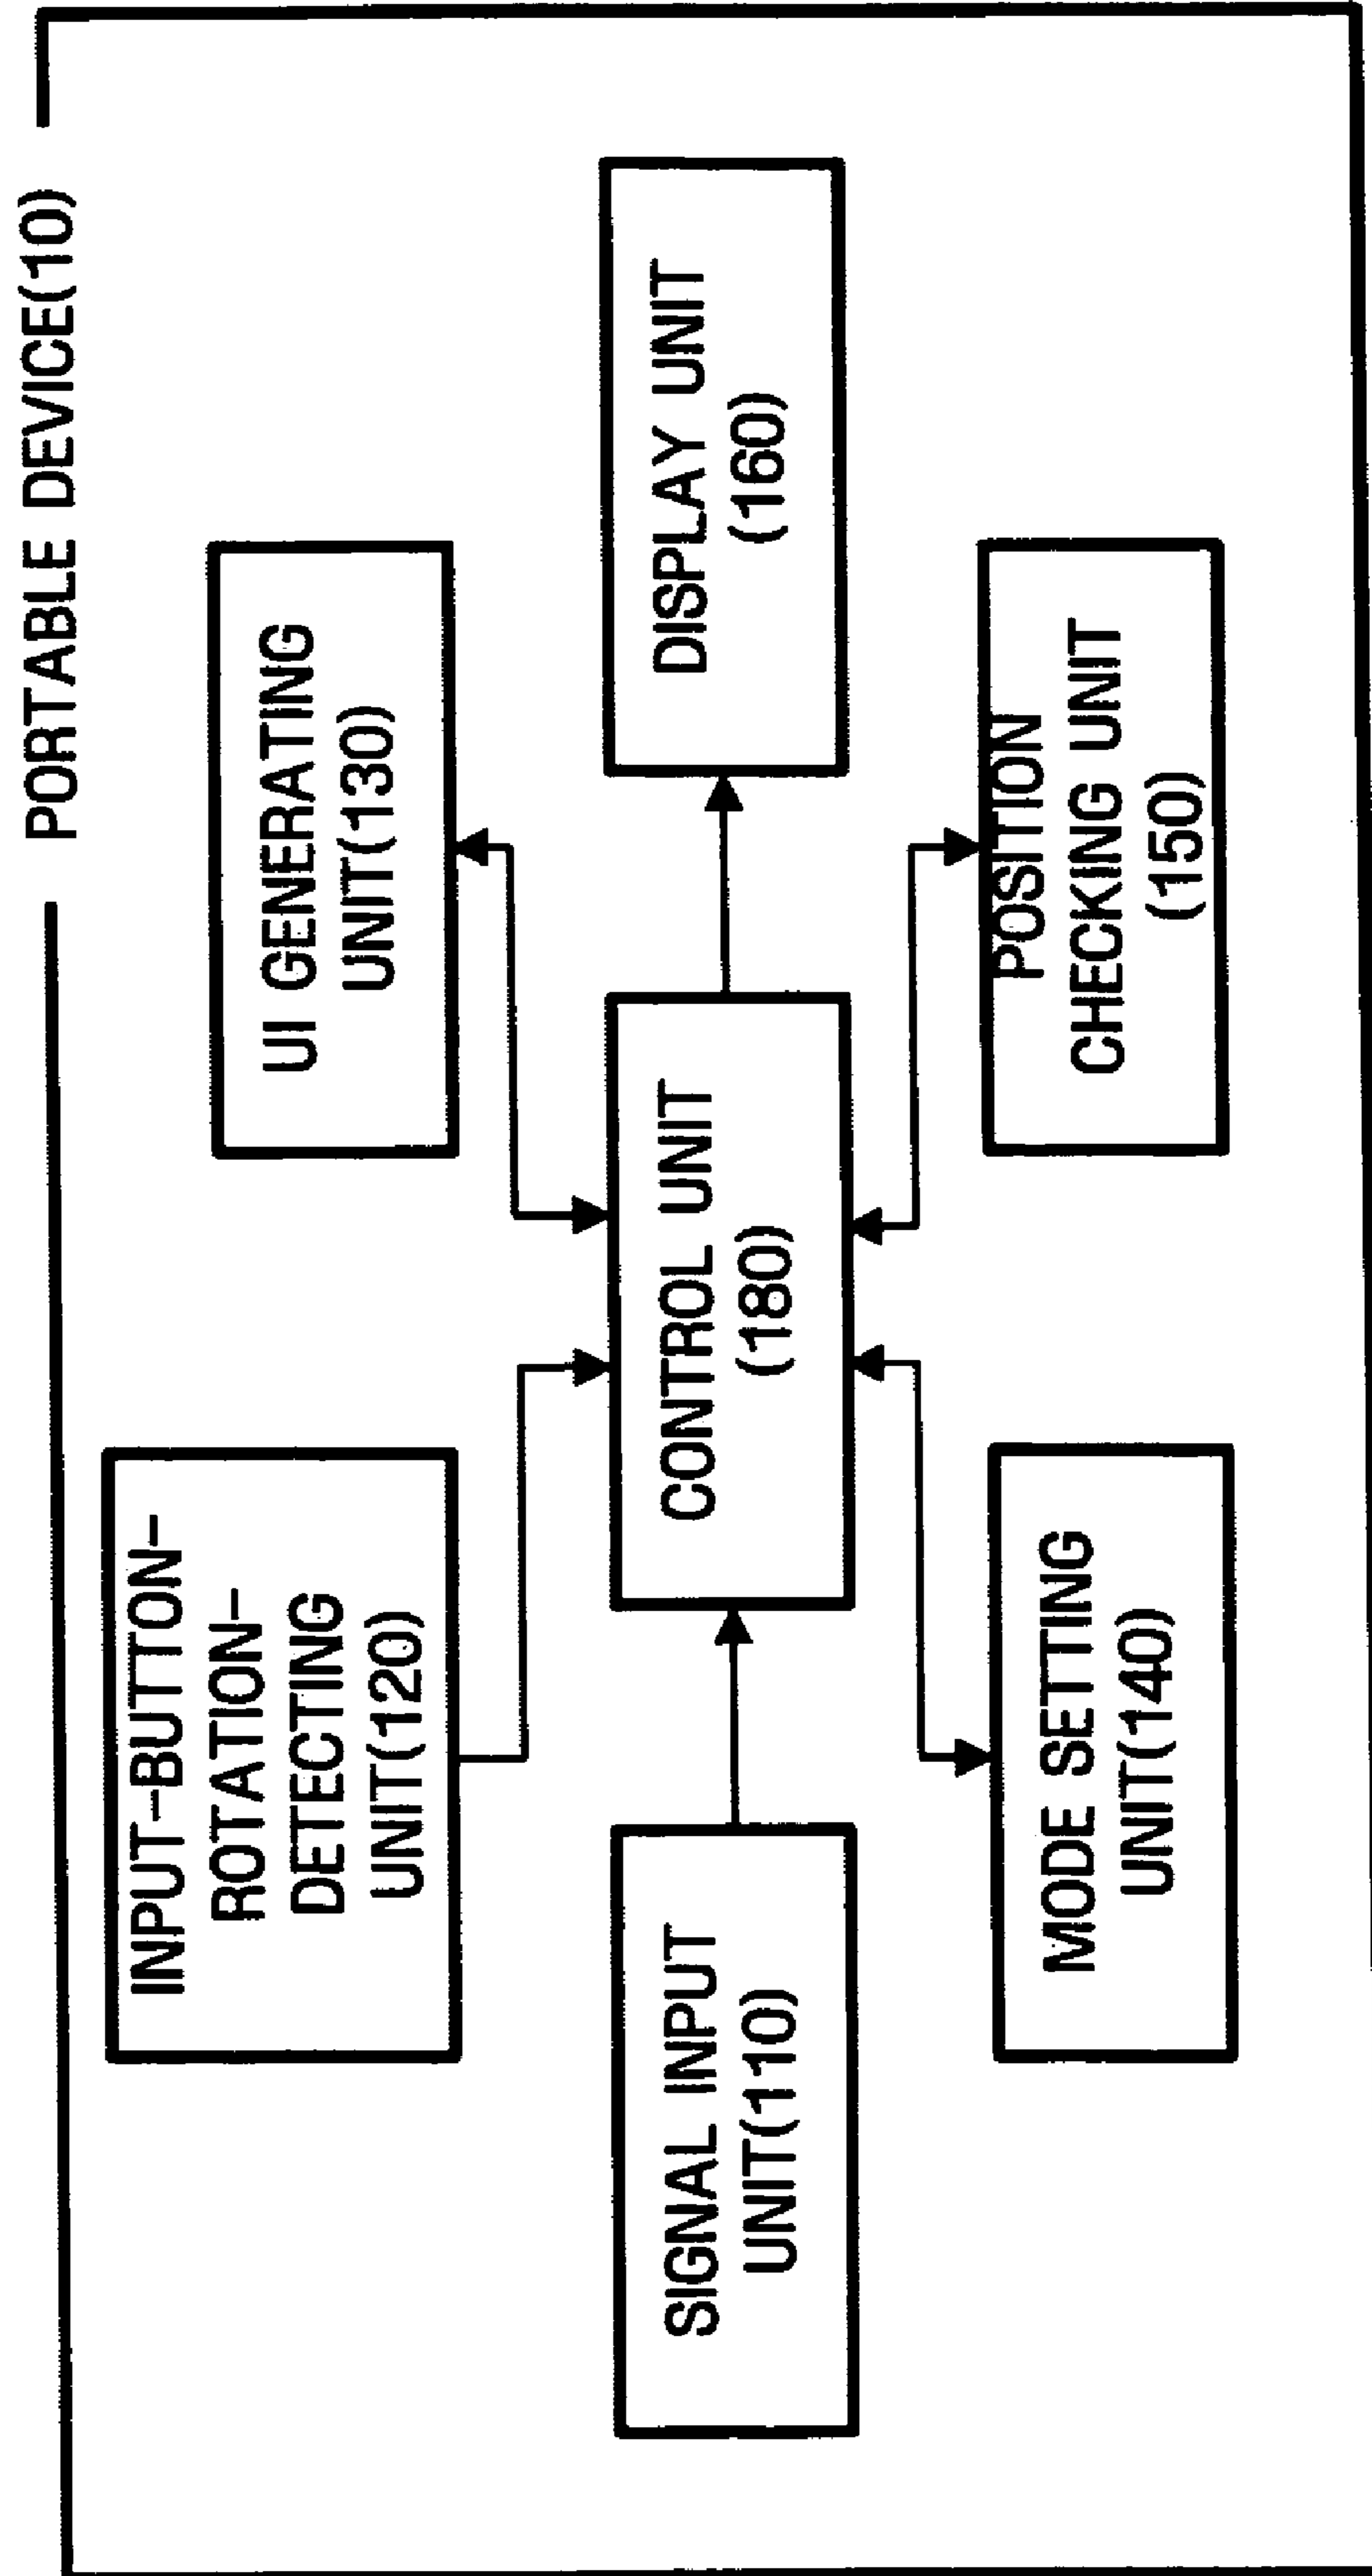 PORTABLE DEVICE(10)
INPUT-BUTTON-
ROTATION-
DETECTING
UNIT(120)
UI GENERATING
UNIT(130)
SIGNAL INPUT
UNIT(110)
CONTROL UNIT
(180)
DISPLAY UNIT
(160)
MODE SETTING
UNIT(140)
POSITION
CHECKING UNIT
(150)